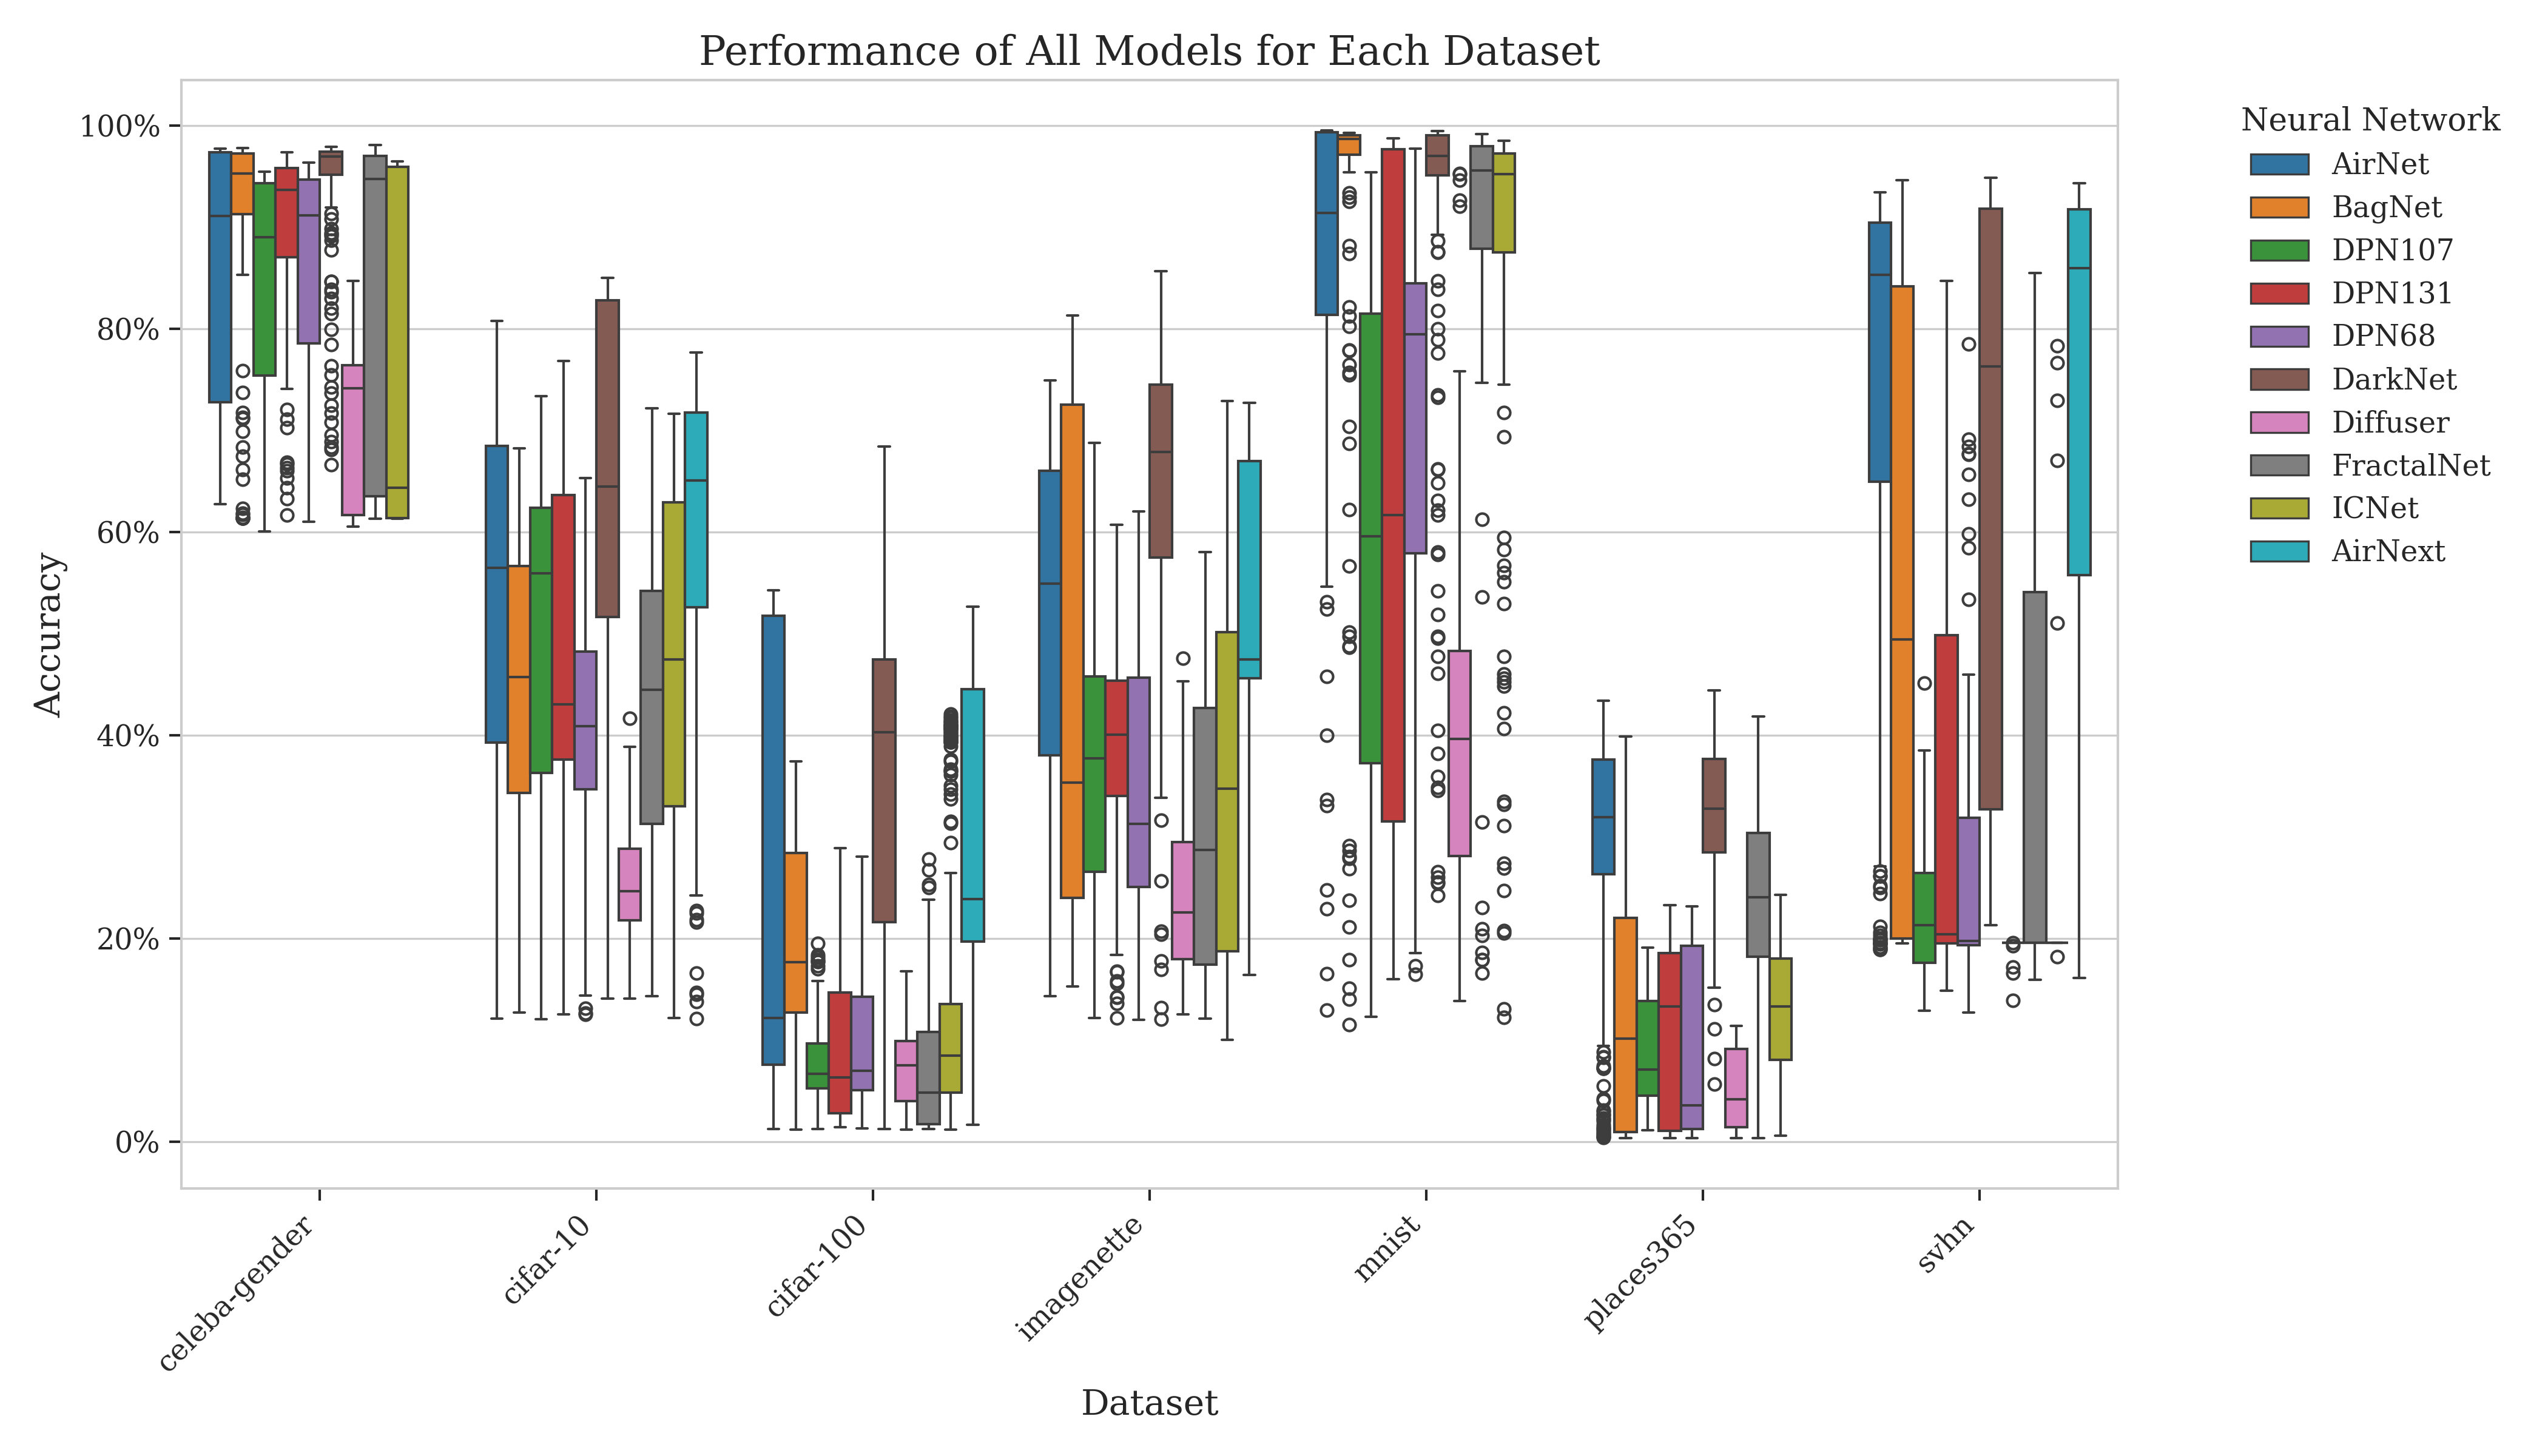 Performance of All Models for Each Dataset
100%
80%
60%
40%
20%
0%
Accuracy
celeba-gender
cifar-10
cifar-100
imagenette
mnist
places365
svhn
Dataset
Neural Network
AirNet
BagNet
DPN107
DPN131
DPN68
DarkNet
Diffuser
FractalNet
ICNet
AirNext